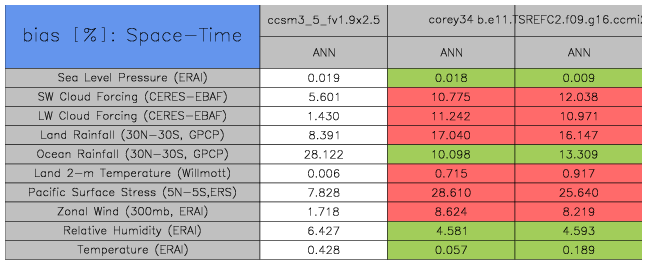 ccsm3_5_fv1.9x2.5 corey34 b.e11.TSREFC2.f09.g16.ccmi2
bias [%]: Space-Time
ANN ANN ANN
Sea Level Pressure (ERAI) 0.019 0.018 0.009
SW Cloud Forcing (CERES-EBAF) 5.601 10.775 12.038
LW Cloud Forcing (CERES-EBAF) 1.430 11.242 10.971
Land Rainfall (30N-30S, GPCP) 8.391 17.040 16.147
Ocean Rainfall (30N-30S, GPCP) 28.122 10.098 13.309
Land 2-m Temperature (Willmott) 0.006 0.715 0.917
Pacific Surface Stress (5N-5S,ERS) 7.828 28.610 25.640
Zonal Wind (300mb, ERAI) 1.718 8.624 8.219
Relative Humidity (ERAI) 6.427 4.581 4.593
Temperature (ERAI) 0.428 0.057 0.189